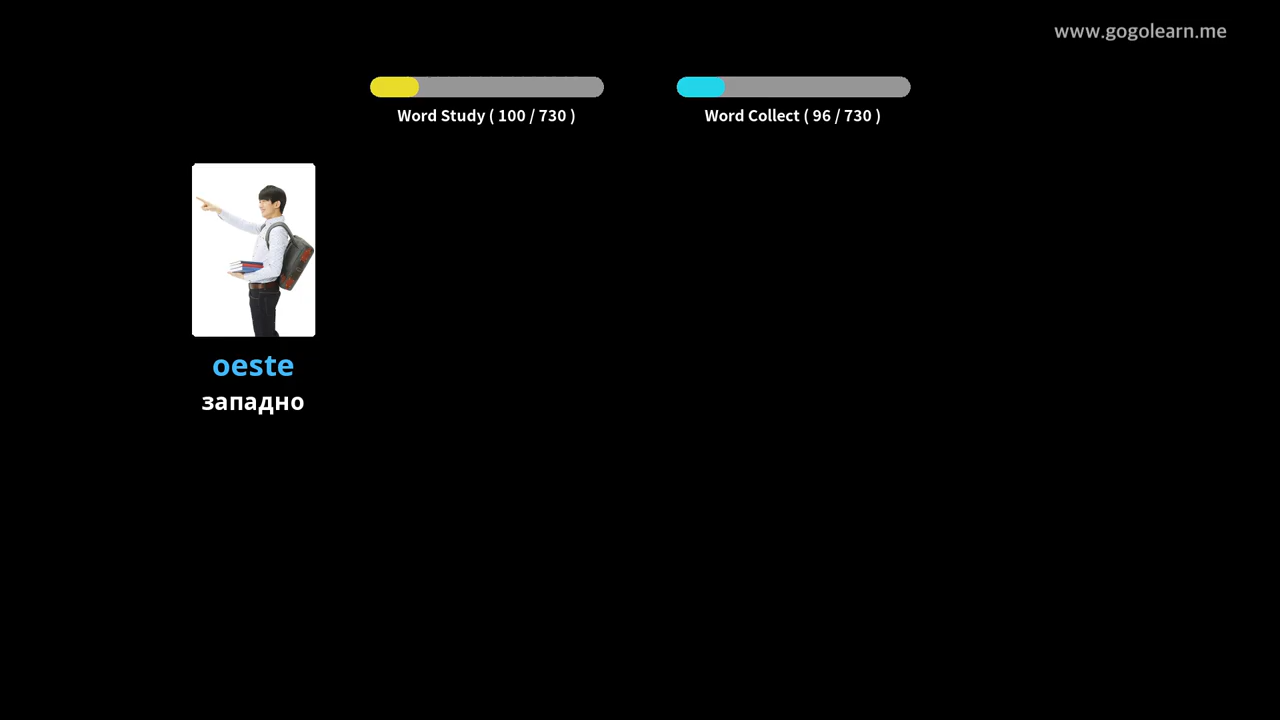 www.gogolearn.me
Word Study ( 100 / 730 )
Word Collect ( 96 / 730 )
oeste
западно